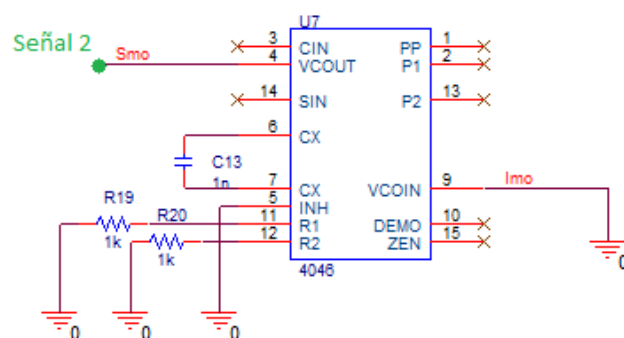 U7
Señal 2
Smo
3 CIN PP 1
4 VCOUT P1 2
14 SIN P2 13
6 CX
C13
1n
7 CX VCOIN 9 Imo
5 INH
R19 11 R1 DEMO 10
R20 12 R2 ZEN 15
1k
1k
4046
0
0
0
0